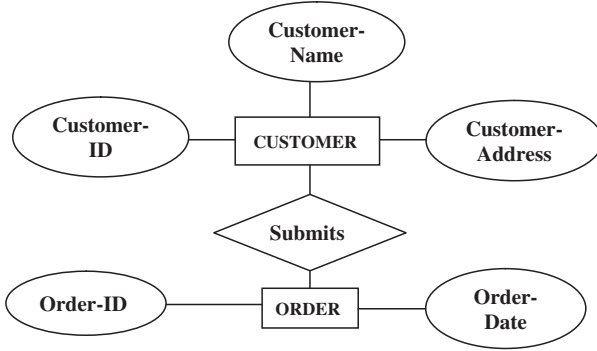 Customer-
Name
Customer-
ID
CUSTOMER
Customer-
Address
Submits
Order-ID
ORDER
Order-
Date